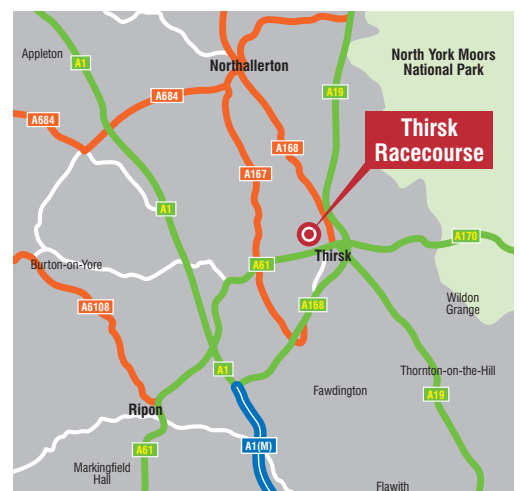 Appleton
A1
Northallerton
North York Moors
National Park
A684
A19
A684
Thirsk
Racecourse
A168
A167
A1
A170
Burton-on-Yore
A61
Thirsk
A6108
A168
Wildon
Grange
A1
Thornton-on-the-Hill
Fawdington
A19
Ripon
A1(M)
A61
Markingfield
Hall
Flawith